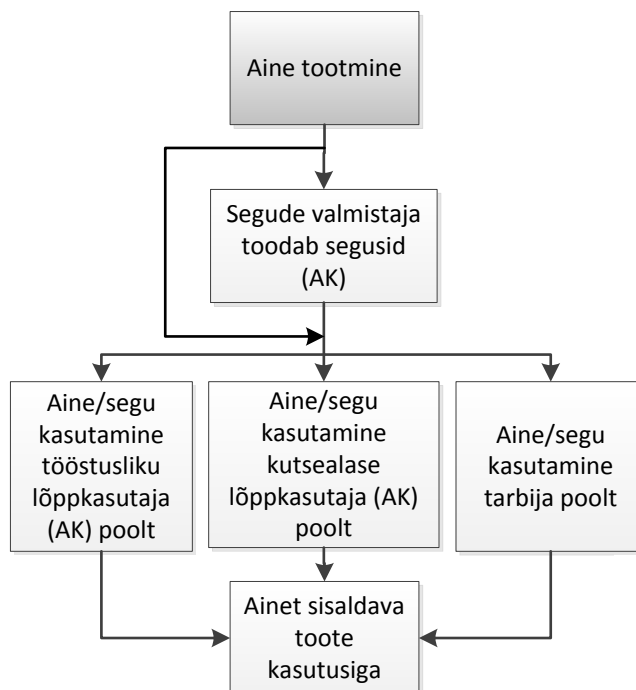 Aine tootmine
Segude valmistaja
toodab segusid
(AK)
Aine/segu
kasutamine
tööstusliku
lõppkasutaja
(AK) poolt
Aine/segu
kasutamine
kutsealase
lõppkasutaja (AK)
poolt
Aine/segu
kasutamine
tarbija poolt
Ainet sisaldava
toote
kasutusiga